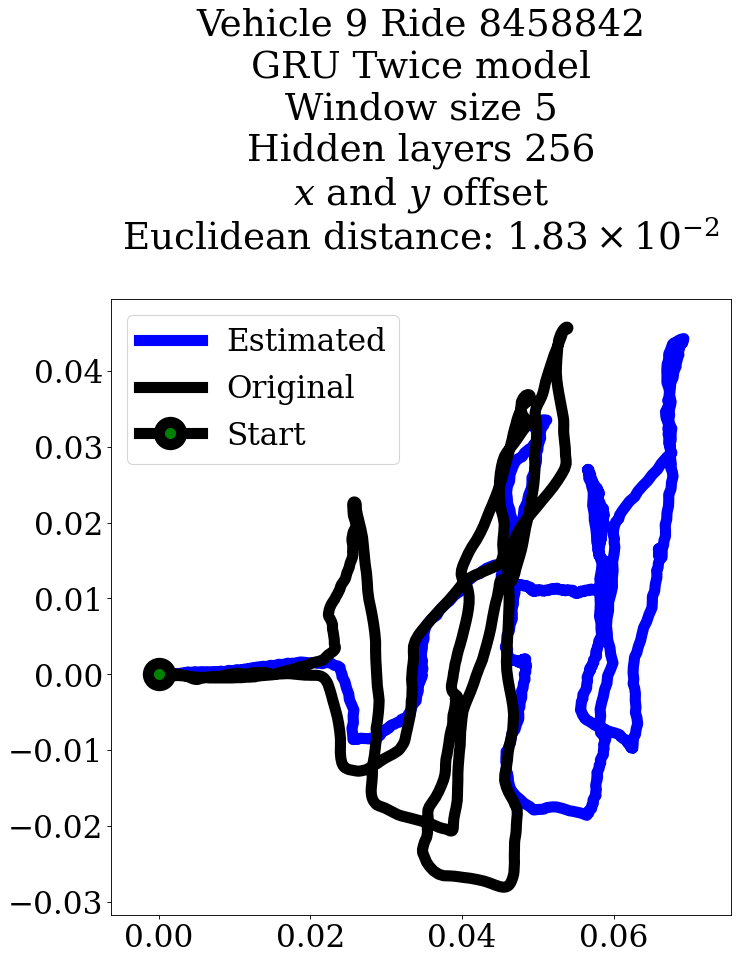 Vehicle 9 Ride 8458842
GRU Twice model
Window size 5
Hidden layers 256
x and y offset
Euclidean distance: 1.83 × 10⁻²
Estimated
Original
Start
0.04
0.03
0.02
0.01
0.00
−0.01
−0.02
−0.03
0.00 0.02 0.04 0.06